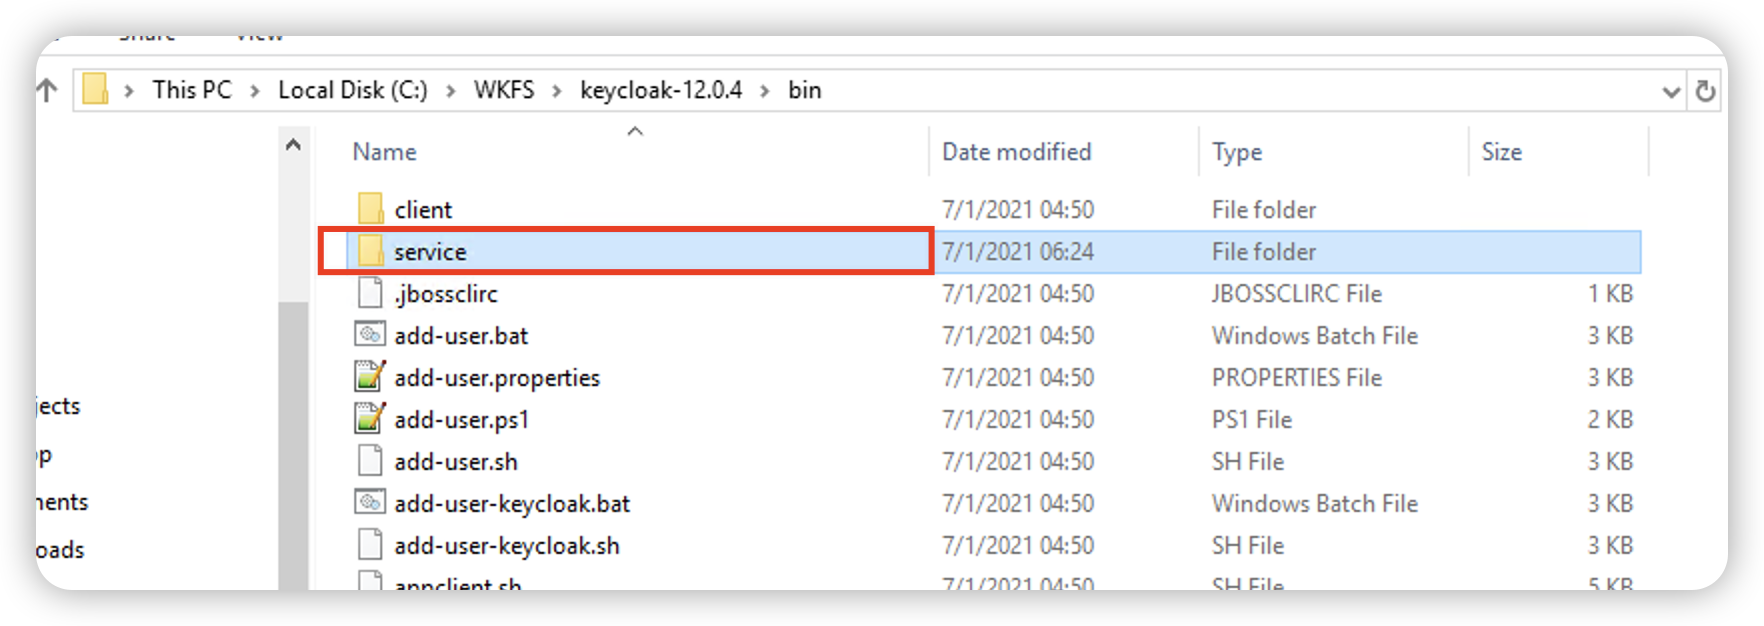 Share View
This PC > Local Disk (C:) > WKFS > keycloak-12.0.4 > bin
Name Date modified Type Size
client 7/1/2021 04:50 File folder
service 7/1/2021 06:24 File folder
.jbossclirc 7/1/2021 04:50 JBOSSCLIRC File 1 KB
add-user.bat 7/1/2021 04:50 Windows Batch File 3 KB
add-user.properties 7/1/2021 04:50 PROPERTIES File 3 KB
add-user.ps1 7/1/2021 04:50 PS1 File 2 KB
add-user.sh 7/1/2021 04:50 SH File 3 KB
add-user-keycloak.bat 7/1/2021 04:50 Windows Batch File 3 KB
add-user-keycloak.sh 7/1/2021 04:50 SH File 3 KB
appclient.sh 7/1/2021 04:50 SH File 5 KB
jects
op
nents
oads